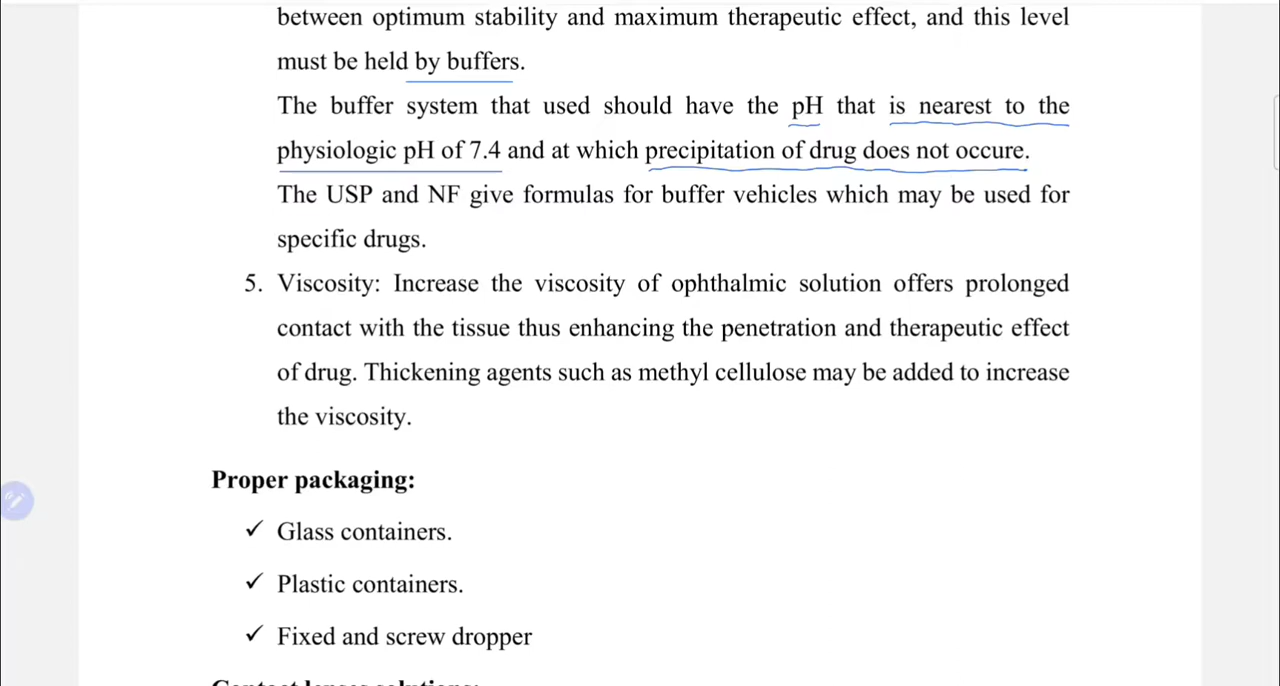 between optimum stability and maximum therapeutic effect, and this level
must be held by buffers.
The buffer system that used should have the pH that is nearest to the
physiologic pH of 7.4 and at which precipitation of drug does not occure.
The USP and NF give formulas for buffer vehicles which may be used for
specific drugs.
5. Viscosity: Increase the viscosity of ophthalmic solution offers prolonged
contact with the tissue thus enhancing the penetration and therapeutic effect
of drug. Thickening agents such as methyl cellulose may be added to increase
the viscosity.
Proper packaging:
✓ Glass containers.
✓ Plastic containers.
✓ Fixed and screw dropper